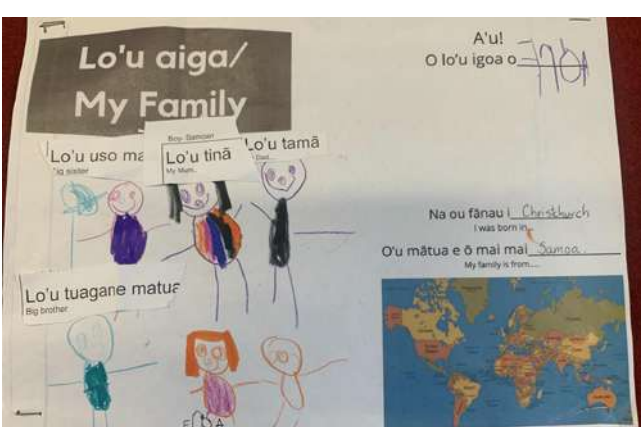 Lo'u aiga/
My Family
A'u!
O lo'u igoa o
Boy- Samoan
Lo'u uso ma
Big sister
Lo'u tinā
My Mum..
Lo'u tamā
Dad...
Lo'u tuagane matua
Big brother
Na ou fānau i Christchurch
I was born in
O'u mātua e ō mai mai Samoa.
My family is from....